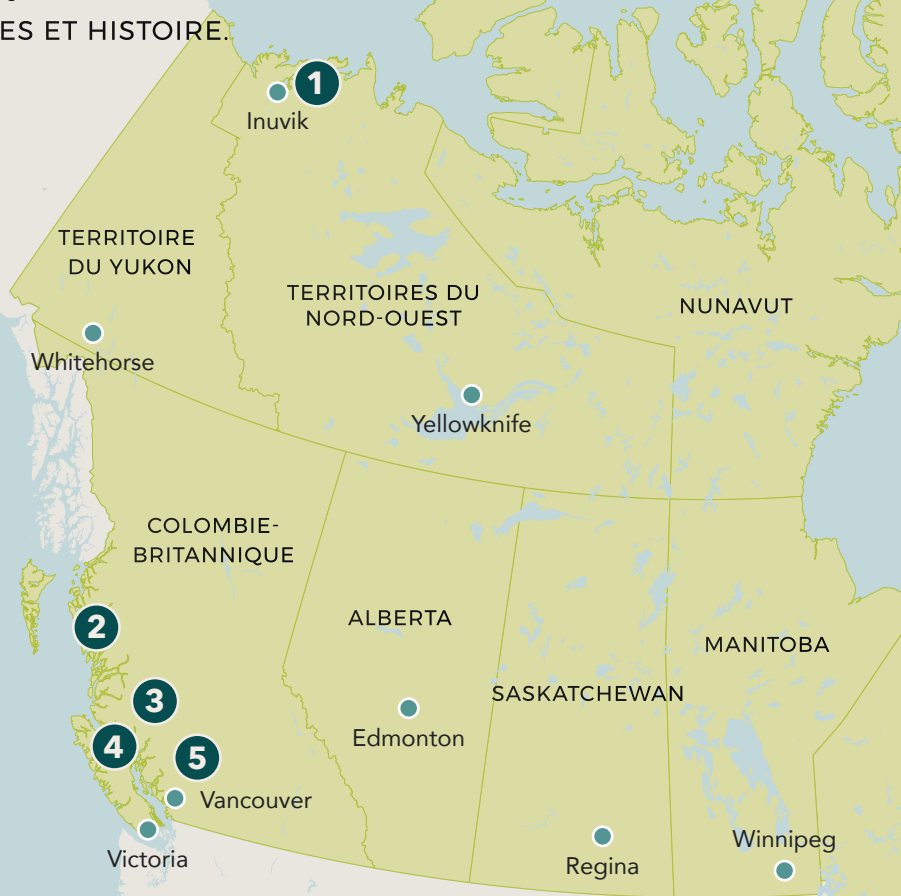 ES ET HISTOIRE.
1
Inuvik
TERRITOIRE
DU YUKON
TERRITOIRES DU
NORD-OUEST
NUNAVUT
Whitehorse
Yellowknife
COLOMBIE-
BRITANNIQUE
ALBERTA
2
MANITOBA
SASKATCHEWAN
3
Edmonton
4
5
Vancouver
Victoria
Regina
Winnipeg